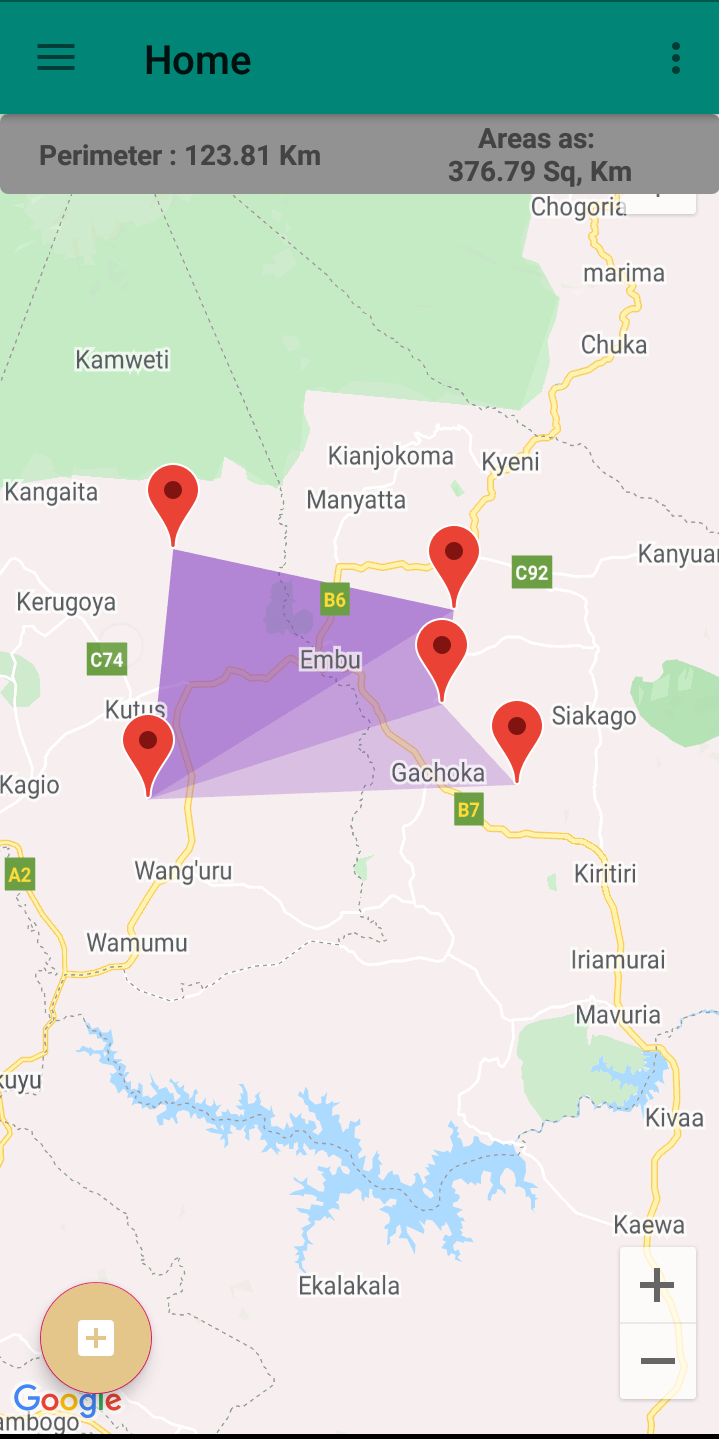 Home
Perimeter : 123.81 Km
Areas as:
376.79 Sq, Km
Chogoria
marima
Chuka
Kamweti
Kianjokoma
Kyeni
Kangaita
Manyatta
Kanyuar
C92
B6
Kerugoya
C74
Embu
Kutus
Siakago
Gachoka
Kagio
B7
Wang'uru
A2
Kiritiri
Wamumu
Iriamurai
Mavuria
kuyu
Kivaa
Kaewa
Ekalakala
Google
ambogo